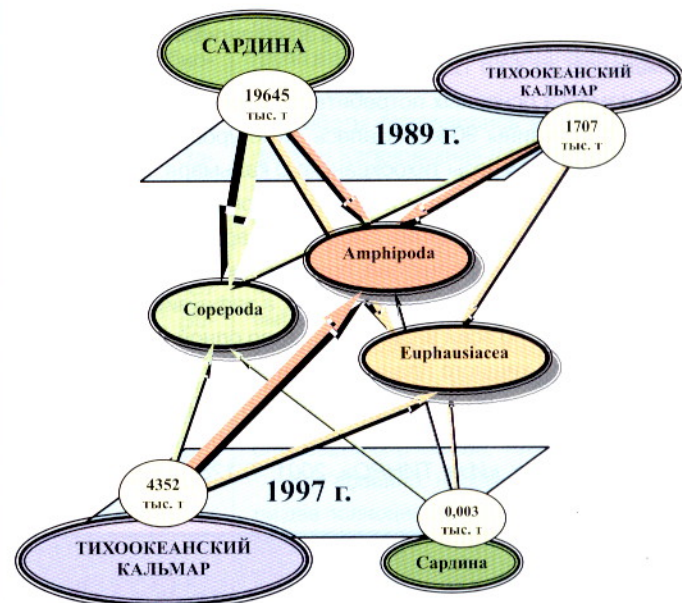 САРДИНА
19645
тыс. т
ТИХООКЕАНСКИЙ
КАЛЬМАР
1707
тыс. т
1989 г.
Amphipoda
Copepoda
Euphausiacea
4352
тыс. т
1997 г.
0,003
тыс. т
ТИХООКЕАНСКИЙ
КАЛЬМАР
Сардина